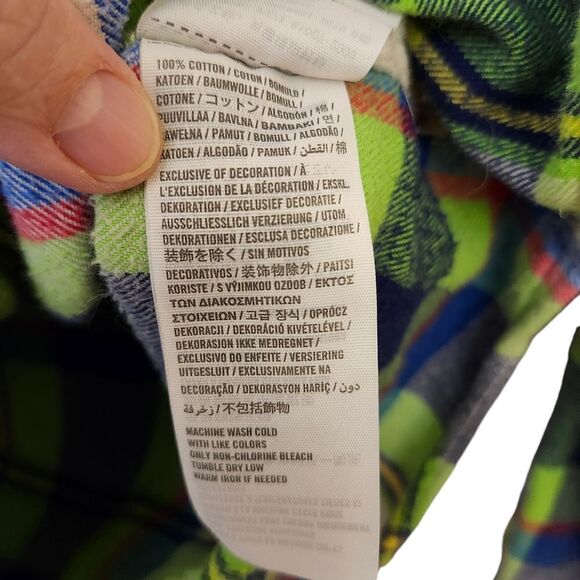 100% COTTON / COTON / BOMULD /
KATOEN / BAUMWOLLE / BOMULL /
COTONE / コットン / ALGODÓN / 棉 /
PUUVILLAA / BAVLNA / ΒΑΜΒΑΚΙ / 면 /
BAWEŁNA / PAMUT / BOMULL / ALGODÃO /
KATOEN / ALGODÃO / PAMUK / القطن / 棉
EXCLUSIVE OF DECORATION / À
L'EXCLUSION DE LA DÉCORATION / EKSKL.
DEKORATION / EXCLUSIEF DECORATIE /
AUSSCHLIESSLICH VERZIERUNG / UTOM
DEKORATIONEN / ESCLUSA DECORAZIONE /
/ 装飾を除く / SIN MOTIVOS
DECORATIVOS / 装饰物除外 / PAITSI
KORISTE / S VÝJIMKOU OZDOB / ΕΚΤΟΣ
ΤΩΝ ΔΙΑΚΟΣΜΗΤΙΚΩΝ
ΣΤΟΙΧΕΙΩΝ / 고급 장식 / OPRÓCZ
DEKORACJI / DEKORÁCIÓ KIVÉTELÉVEL /
DEKORASJON IKKE MEDREGNET /
EXCLUSIVO DO ENFEITE / VERSIERING
UITGESLUIT / EXCLUSIVAMENTE NA
DECORAÇÃO / DEKORASYON HARİÇ / دون
زخرفة / 不包括飾物
MACHINE WASH COLD
WITH LIKE COLORS
ONLY NON-CHLORINE BLEACH
TUMBLE DRY LOW
WARM IRON IF NEEDED